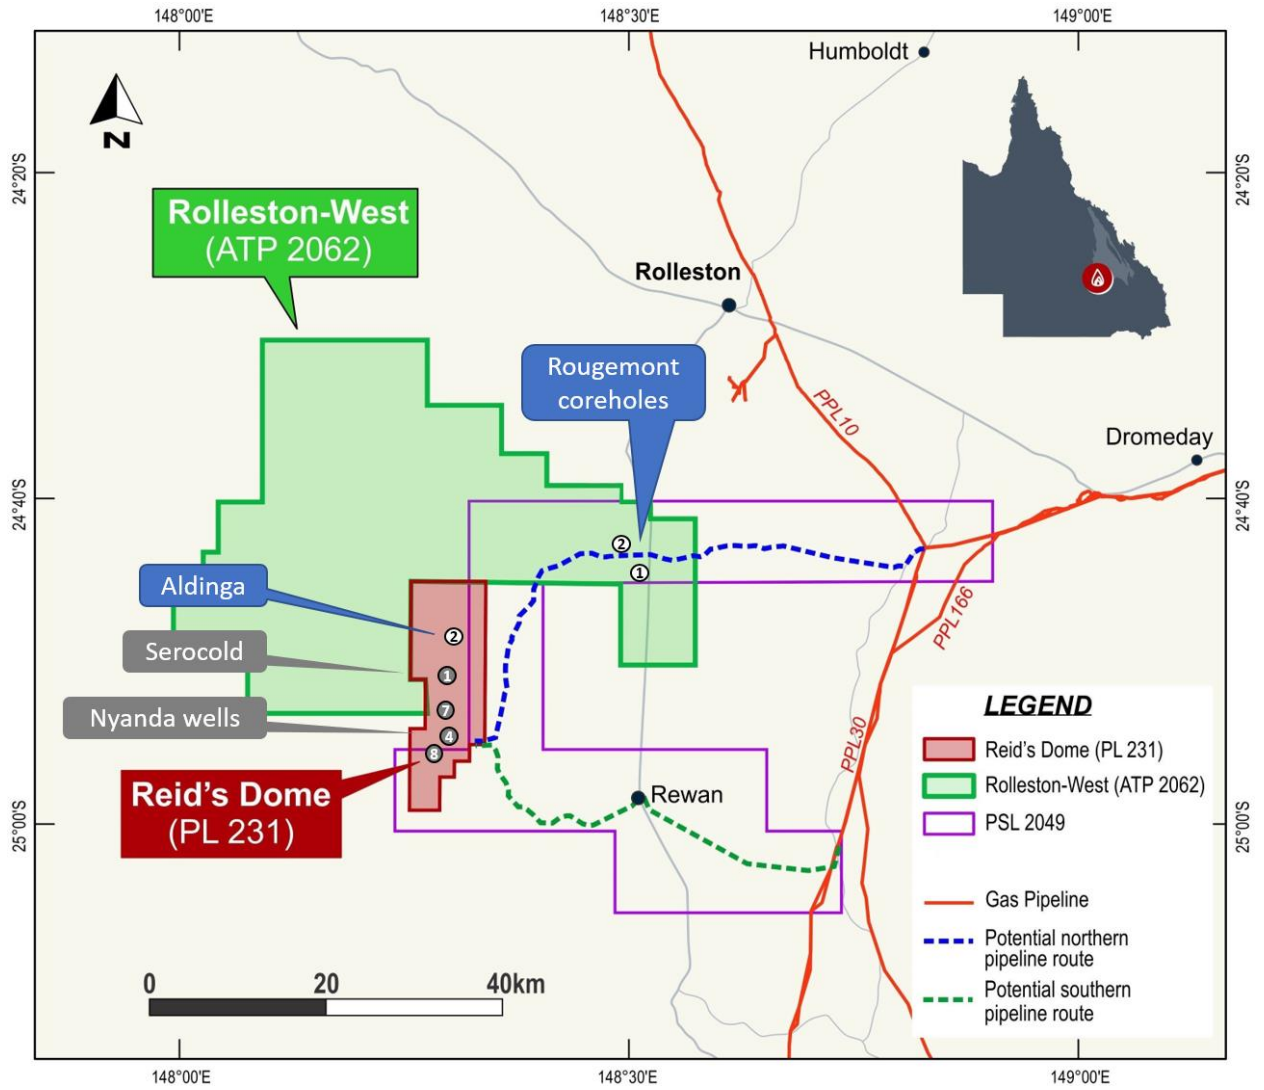 148°00'E
148°30'E
149°00'E
Humboldt
N
24°20'S
24°20'S
Rolleston-West
(ATP 2062)
Rolleston
Rougemont
coreholes
PPL10
Dromeday
24°40'S
24°40'S
2
1
Aldinga
2
PPL166
Serocold
1
Nyanda wells
7
4
8
PPL30
Reid's Dome
(PL 231)
Rewan
25°00'S
25°00'S
LEGEND
Reid's Dome (PL 231)
Rolleston-West (ATP 2062)
PSL 2049
Gas Pipeline
Potential northern
pipeline route
Potential southern
pipeline route
0
20
40km
148°00'E
148°30'E
149°00'E